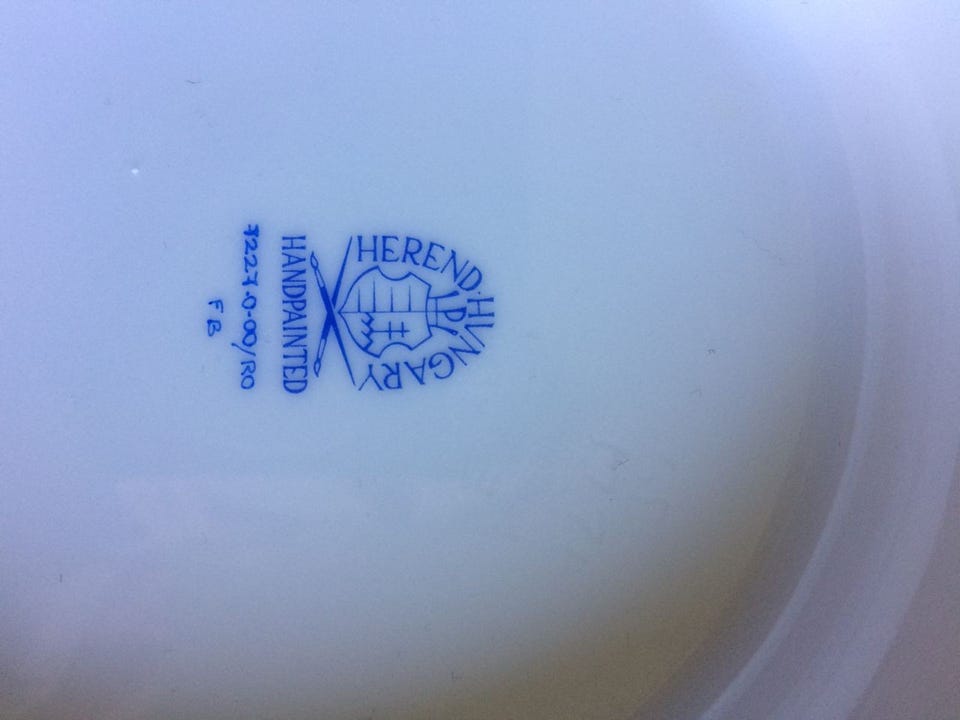 HEREND·HUNGARY
HANDPAINTED
7227-0-00/RO
FB